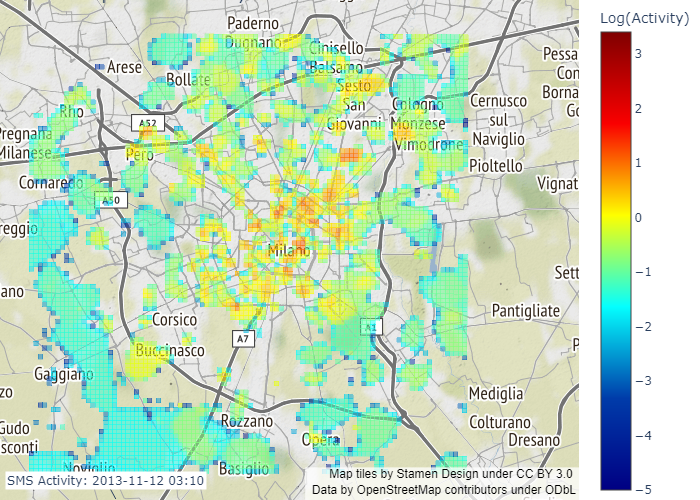 Paderno
Dugnano
Cinisello
Balsamo
Log(Activity)
Arese
Bollate
Sesto
San
Giovanni
Cologno
Monzese
Cernusco
sul
Naviglio
Pessa
Con
Borna
Go
Rho
A52
Pregnana
Milanese
Pero
Vimodrone
Pioltello
Cornaredo
A50
Vignat
reggio
Milano
Sett
ano
Pantigliate
Corsico
A1
A7
Buccinasco
P
Gaggiano
zo
Mediglia
Gudo
sconti
Rozzano
Colturano
Dresano
Opera
Noviglio
Basiglio
SMS Activity: 2013-11-12 03:10
Map tiles by Stamen Design under CC BY 3.0
Data by OpenStreetMap contributors under ODbL
3
2
1
0
−1
−2
−3
−4
−5